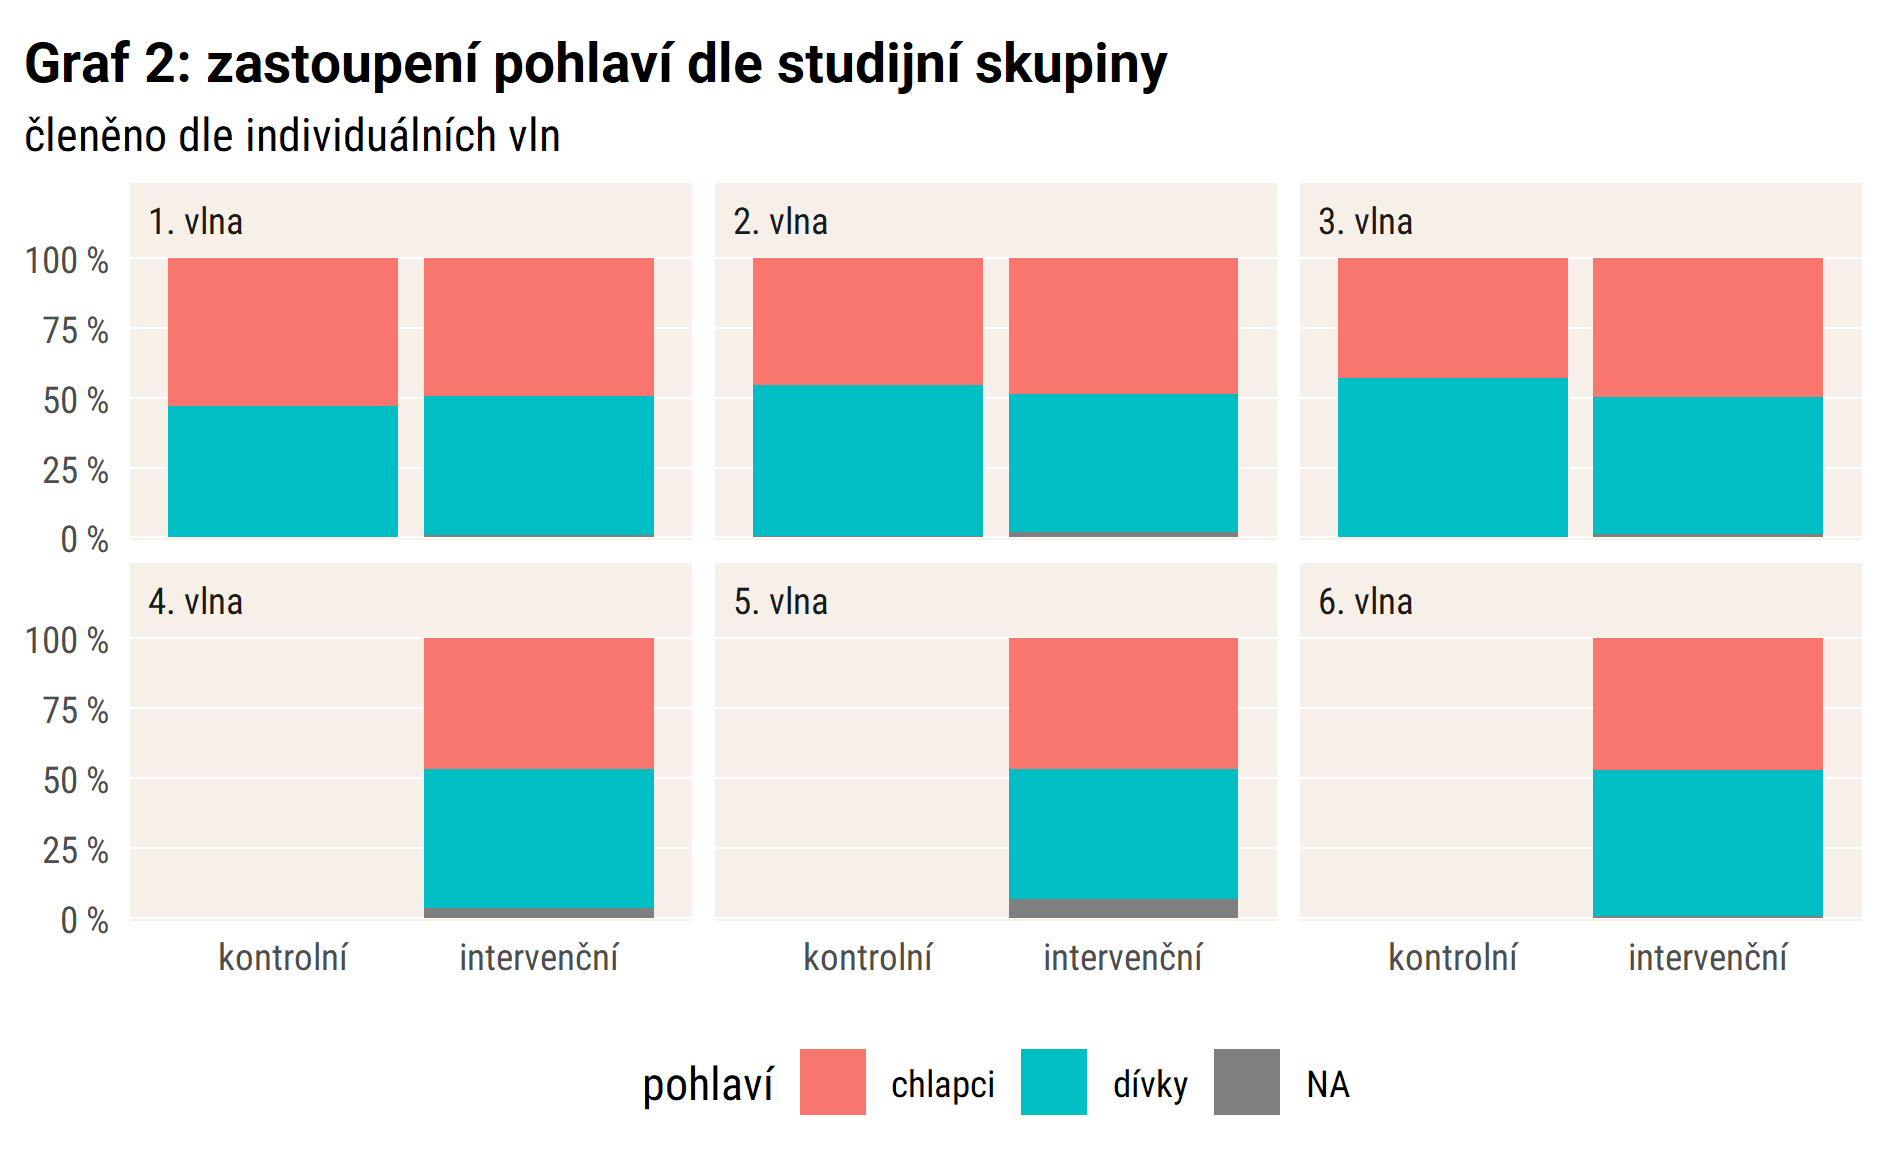 Graf 2: zastoupení pohlaví dle studijní skupiny
členěno dle individuálních vln
1. vlna
2. vlna
3. vlna
100 %
75 %
50 %
25 %
0 %
4. vlna
5. vlna
6. vlna
100 %
75 %
50 %
25 %
0 %
kontrolní intervenční kontrolní intervenční kontrolní intervenční
pohlaví chlapci dívky NA